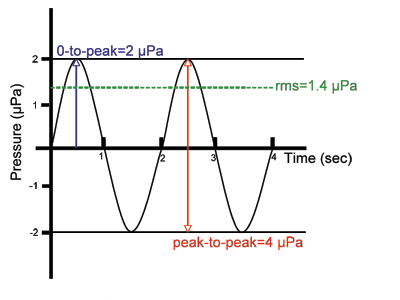 0-to-peak=2 µPa
2
rms=1.4 µPa
1
Pressure (µPa)
1
2
3
4
Time (sec)
-1
-2
peak-to-peak=4 µPa